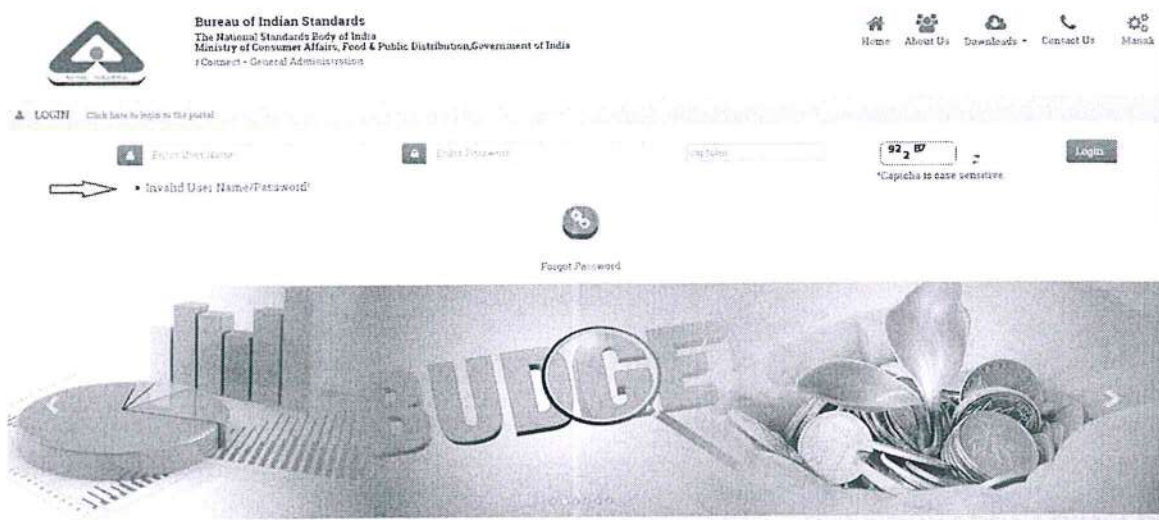 Bureau of Indian Standards
The National Standards Body of India
Ministry of Consumer Affairs, Food & Public Distribution,Government of India
eConnect - General Administration
Home About Us Downloads Contact Us Manak
LOGIN Click here to login to the portal
Enter User Name Enter Password captcha Login
*Captcha is case sensitive.
Invalid User Name/Password!
Forgot Password
BUDGE